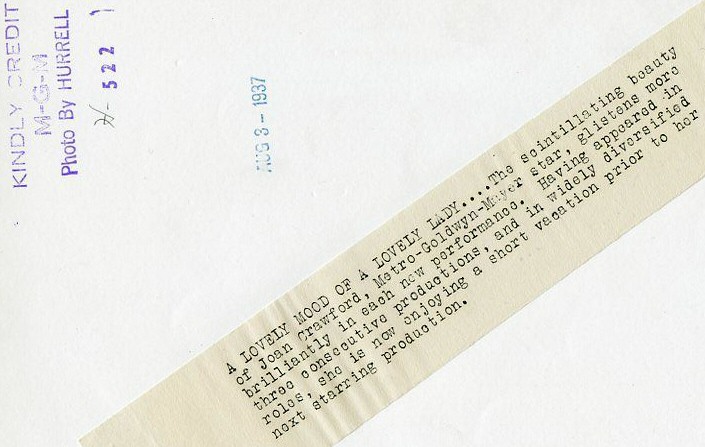 KINDLY CREDIT
M-G-M
Photo By HURRELL
H- 522
AUG 3 - 1937
A LOVELY MOOD OF A LOVELY LADY....The scintillating beauty
of Joan Crawford, Metro-Goldwyn-Mayer star, glistens more
brilliantly in each new performance. Having appeared in
three consecutive productions, and in widely diversified
roles, she is now enjoying a short vacation prior to her
next starring production.